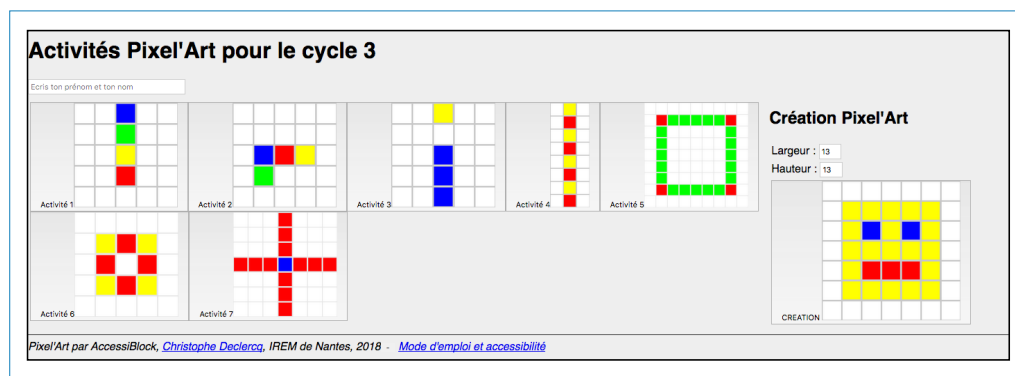 Activités Pixel'Art pour le cycle 3
Ecris ton prénom et ton nom
Activité 1
Activité 2
Activité 3
Activité 4
Activité 5
Activité 6
Activité 7
Création Pixel'Art
Largeur : 13
Hauteur : 13
CREATION
Pixel'Art par AccessiBlock, Christophe Declercq, IREM de Nantes, 2018 - Mode d'emploi et accessibilité